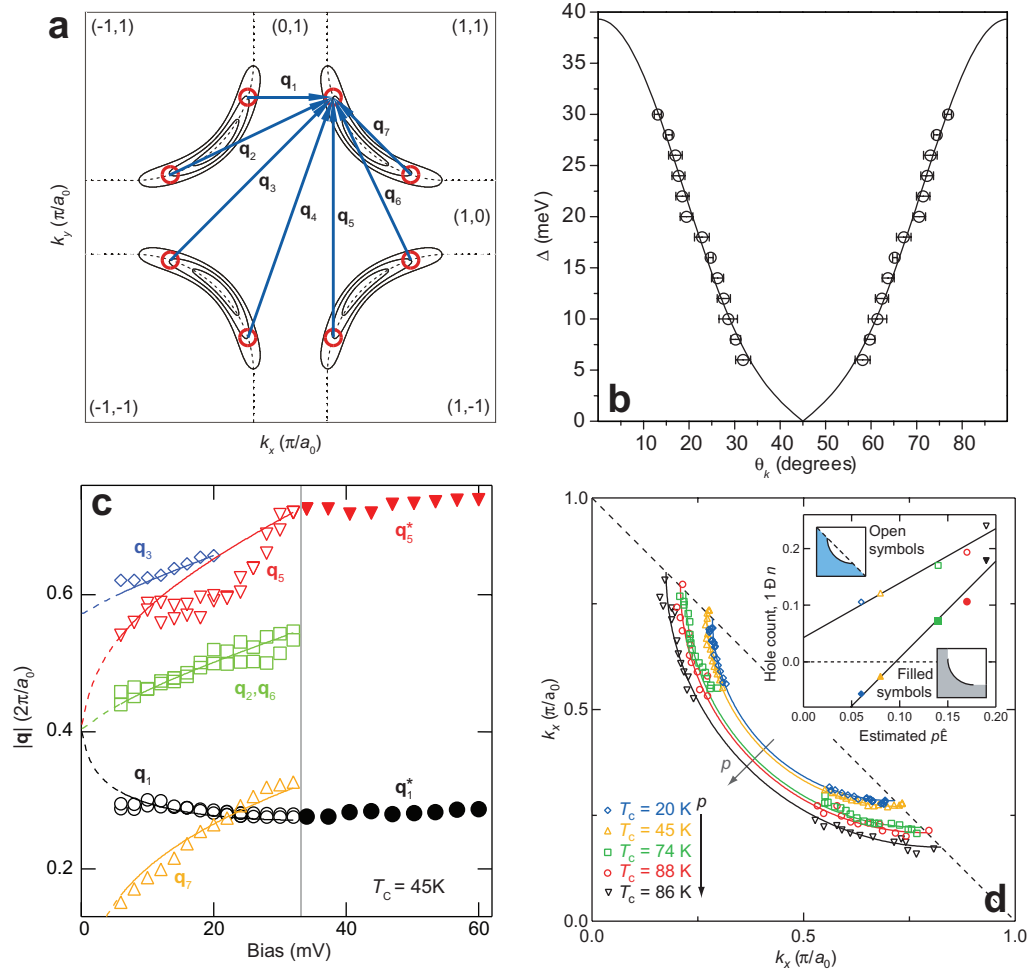 a
(-1,1)
(0,1)
(1,1)
q1
q2
q3
q4
q5
q6
q7
(1,0)
(-1,-1)
(1,-1)
ky (π/a0)
kx (π/a0)
b
40
35
30
25
20
15
10
5
0
Δ (meV)
10 20 30 40 50 60 70 80
θk (degrees)
c
0.6
0.4
0.2
|q| (2π/a0)
q3
q5
q5*
q2,q6
q1
q1*
q7
Tc = 45K
0 20 40 60
Bias (mV)
d
1.0
0.5
0.0
kx (π/a0)
0.25 0.5 0.75 1.0
kx (π/a0)
p
Tc = 20 K
Tc = 45 K
Tc = 74 K
Tc = 88 K
Tc = 86 K
p
Open
symbols
Filled
symbols
Hole count, 1 Ð n
0.2
0.1
0.0
0.00 0.05 0.10 0.15 0.20
Estimated pÊ